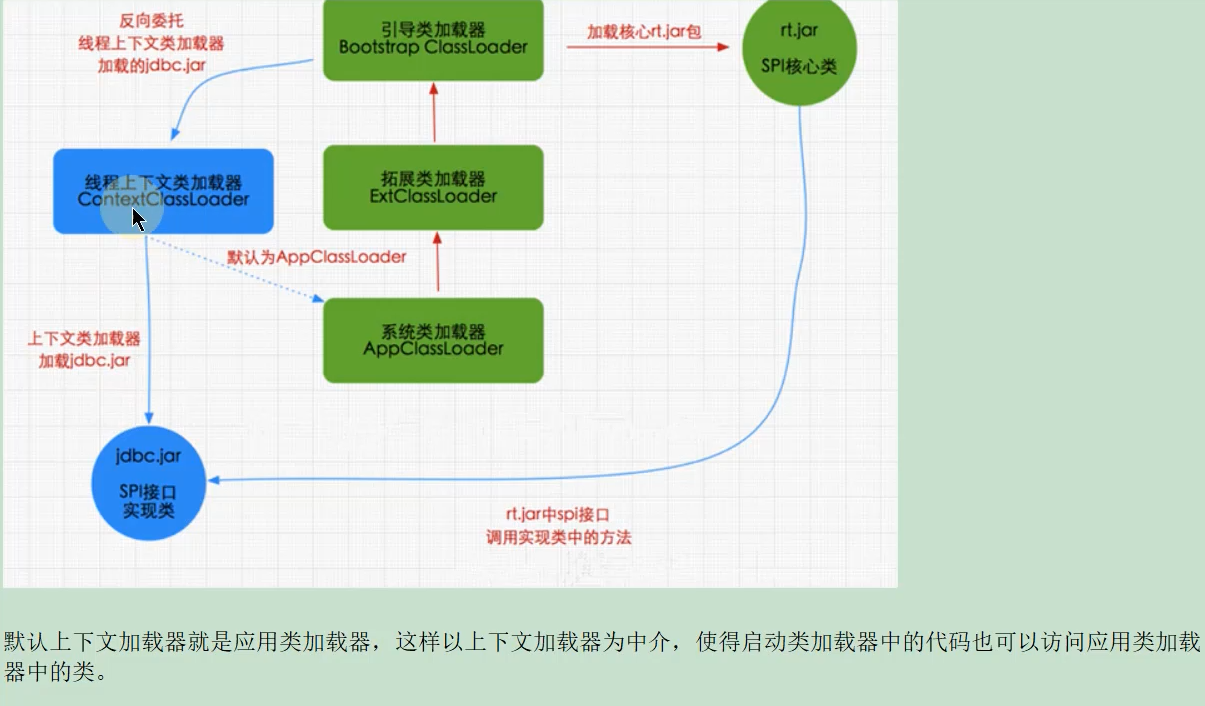 反向委托
线程上下文类加载器
加载的jdbc.jar
引导类加载器
Bootstrap ClassLoader
加载核心rt.jar包
rt.jar
SPI核心类
线程上下文类加载器
ContextClassLoader
拓展类加载器
ExtClassLoader
默认为AppClassLoader
系统类加载器
AppClassLoader
上下文类加载器
加载jdbc.jar
jdbc.jar
SPI接口
实现类
rt.jar中spi接口
调用实现类中的方法
默认上下文加载器就是应用类加载器，这样以上下文加载器为中介，使得启动类加载器中的代码也可以访问应用类加载
器中的类。